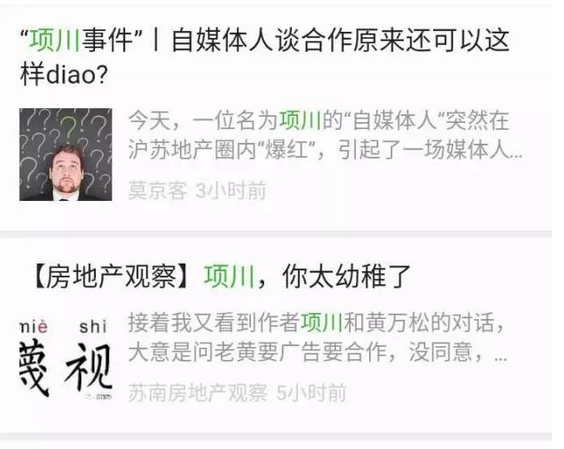 “项川事件”丨自媒体人谈合作原来还可以这
样diao?
今天，一位名为项川的“自媒体人”突然在
沪苏地产圈内“爆红”，引起了一场媒体人...
莫京客 3小时前
【房地产观察】项川，你太幼稚了
miè shì
蔑视
接着我又看到作者项川和黄万松的对话，
大意是问老黄要广告要合作，没同意，...
苏南房地产观察 5小时前